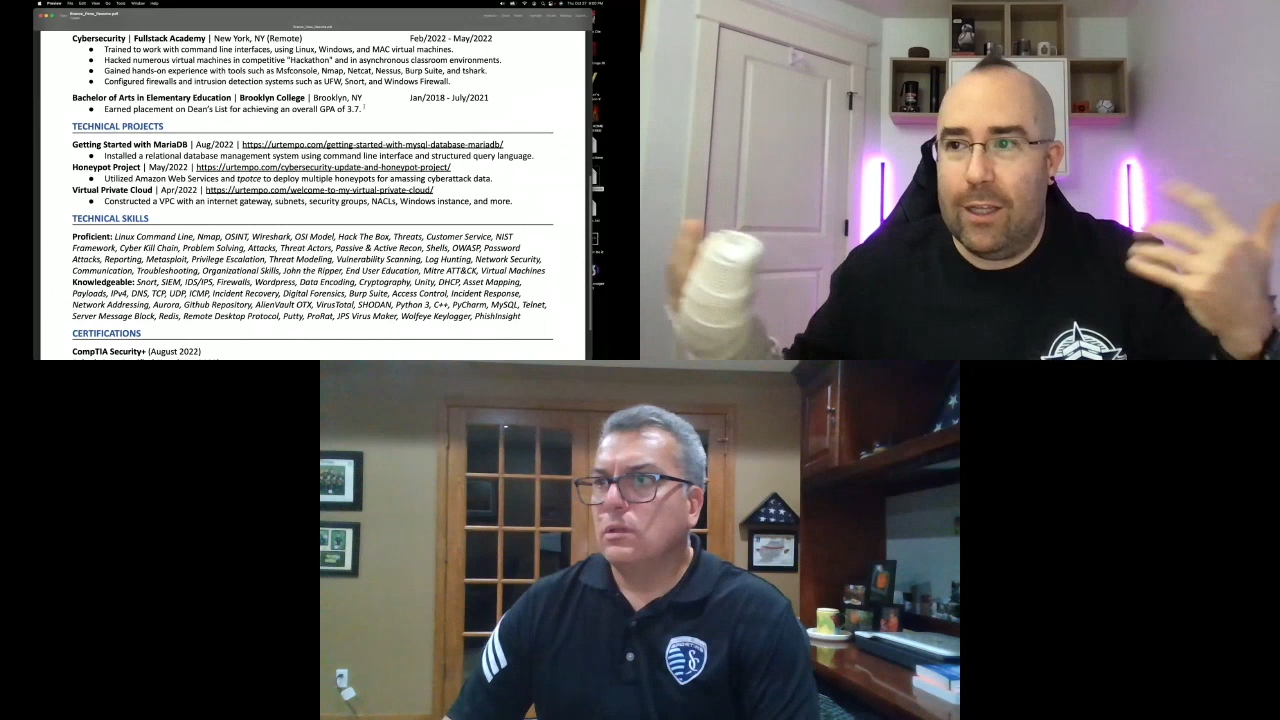 Preview File Edit View Go Tools Window Help
Thu Oct 27 8:00 PM
Cybersecurity | Fullstack Academy | New York, NY (Remote) Feb/2022 - May/2022
● Trained to work with command line interfaces, using Linux, Windows, and MAC virtual machines.
● Hacked numerous virtual machines in competitive "Hackathon" and in asynchronous classroom environments.
● Gained hands-on experience with tools such as Msfconsole, Nmap, Netcat, Nessus, Burp Suite, and tshark.
● Configured firewalls and intrusion detection systems such as UFW, Snort, and Windows Firewall.
Bachelor of Arts in Elementary Education | Brooklyn College | Brooklyn, NY Jan/2018 - July/2021
● Earned placement on Dean's List for achieving an overall GPA of 3.7.
TECHNICAL PROJECTS
Getting Started with MariaDB | Aug/2022 | https://urtempo.com/getting-started-with-mysql-database-mariadb/
● Installed a relational database management system using command line interface and structured query language.
Honeypot Project | May/2022 | https://urtempo.com/cybersecurity-update-and-honeypot-project/
● Utilized Amazon Web Services and tpotce to deploy multiple honeypots for amassing cyberattack data.
Virtual Private Cloud | Apr/2022 | https://urtempo.com/welcome-to-my-virtual-private-cloud/
● Constructed a VPC with an internet gateway, subnets, security groups, NACLs, Windows instance, and more.
TECHNICAL SKILLS
Proficient: Linux Command Line, Nmap, OSINT, Wireshark, OSI Model, Hack The Box, Threats, Customer Service, NIST
Framework, Cyber Kill Chain, Problem Solving, Attacks, Threat Actors, Passive & Active Recon, Shells, OWASP, Password
Attacks, Reporting, Metasploit, Privilege Escalation, Threat Modeling, Vulnerability Scanning, Log Hunting, Network Security,
Communication, Troubleshooting, Organizational Skills, John the Ripper, End User Education, Mitre ATT&CK, Virtual Machines
Knowledgeable: Snort, SIEM, IDS/IPS, Firewalls, Wordpress, Data Encoding, Cryptography, Unity, DHCP, Asset Mapping,
Payloads, IPv4, DNS, TCP, UDP, ICMP, Incident Recovery, Digital Forensics, Burp Suite, Access Control, Incident Response,
Network Addressing, Aurora, Github Repository, AlienVault OTX, VirusTotal, SHODAN, Python 3, C++, PyCharm, MySQL, Telnet,
Server Message Block, Redis, Remote Desktop Protocol, Putty, ProRat, JPS Virus Maker, Wolfeye Keylogger, PhishInsight
CERTIFICATIONS
CompTIA Security+ (August 2022)